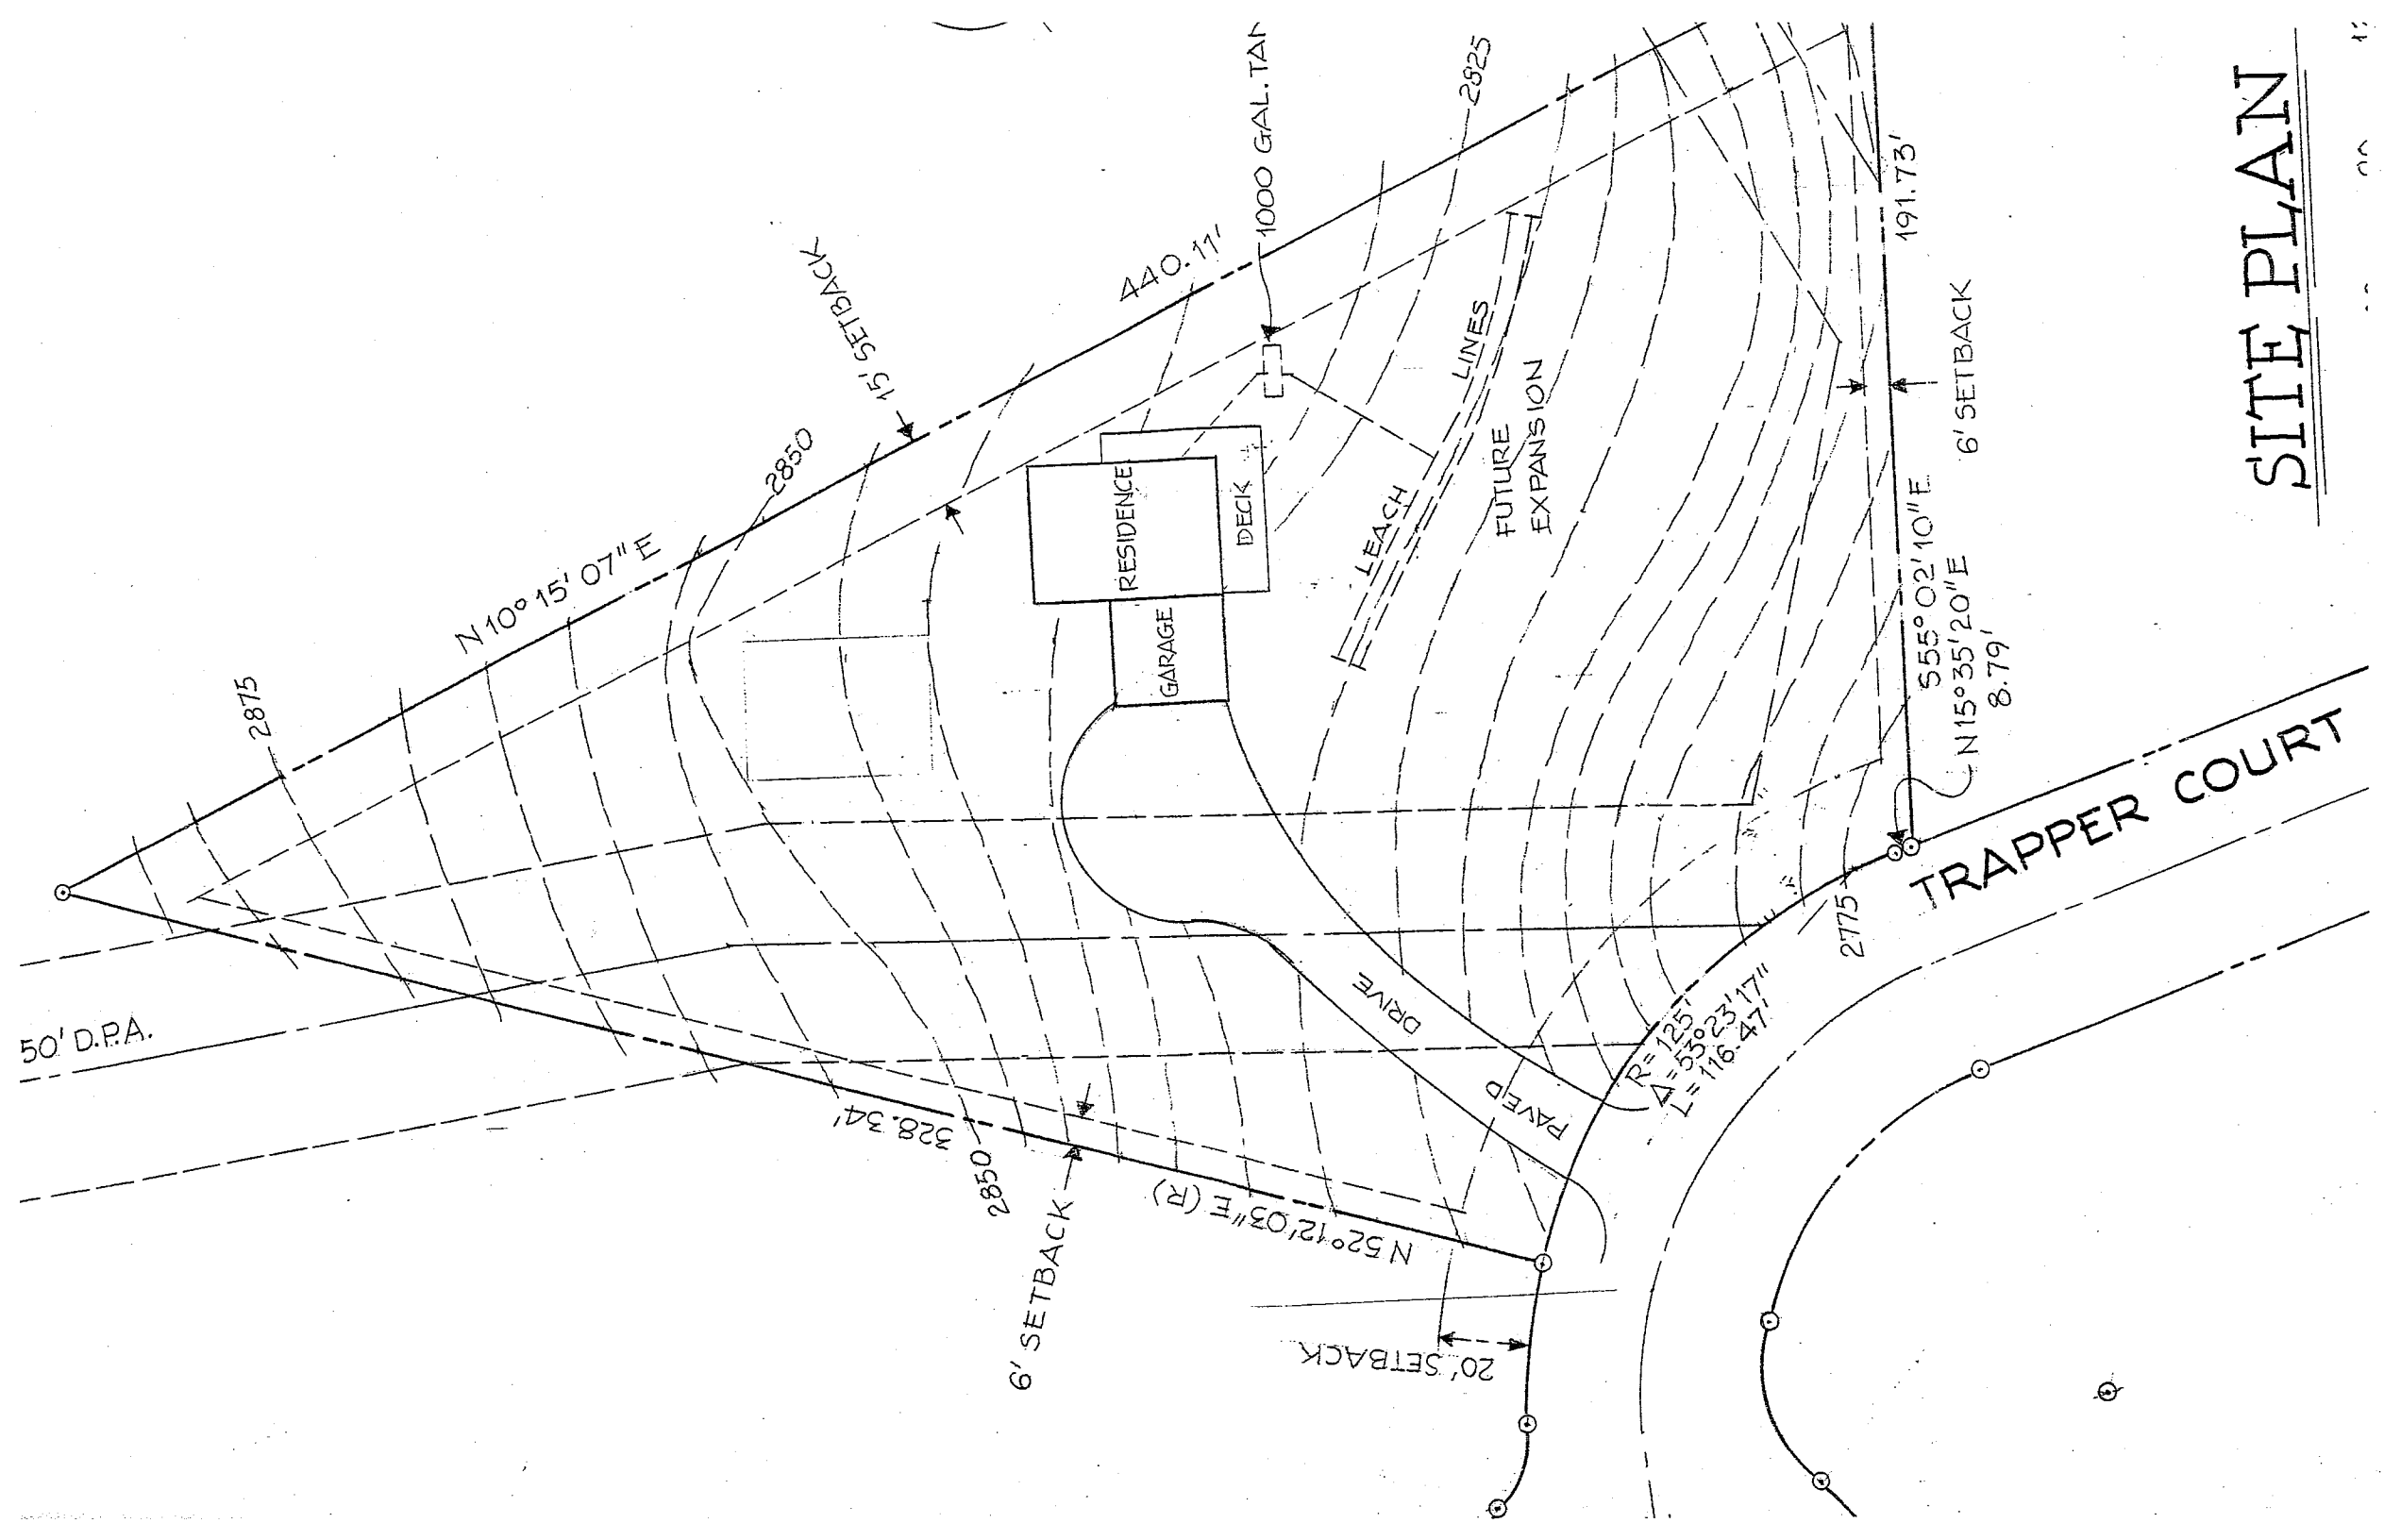 SITE PLAN
1000 GAL. TAN
2825
191.73'
15' SETBACK
440.11'
6' SETBACK
LINES
LEACH
FUTURE
EXPANSION
2850
RESIDENCE
DECK
GARAGE
N 10° 15' 07" E
2875
S55° 02' 10" E
N 15° 35' 20" E
8.79'
TRAPPER COURT
2775
50' D.P.A.
DRIVE
PAVED
R=125'
Δ=53°23'17"
L=116.47'
328.34'
2850
N 52° 12' 03" E (R)
6' SETBACK
20' SETBACK